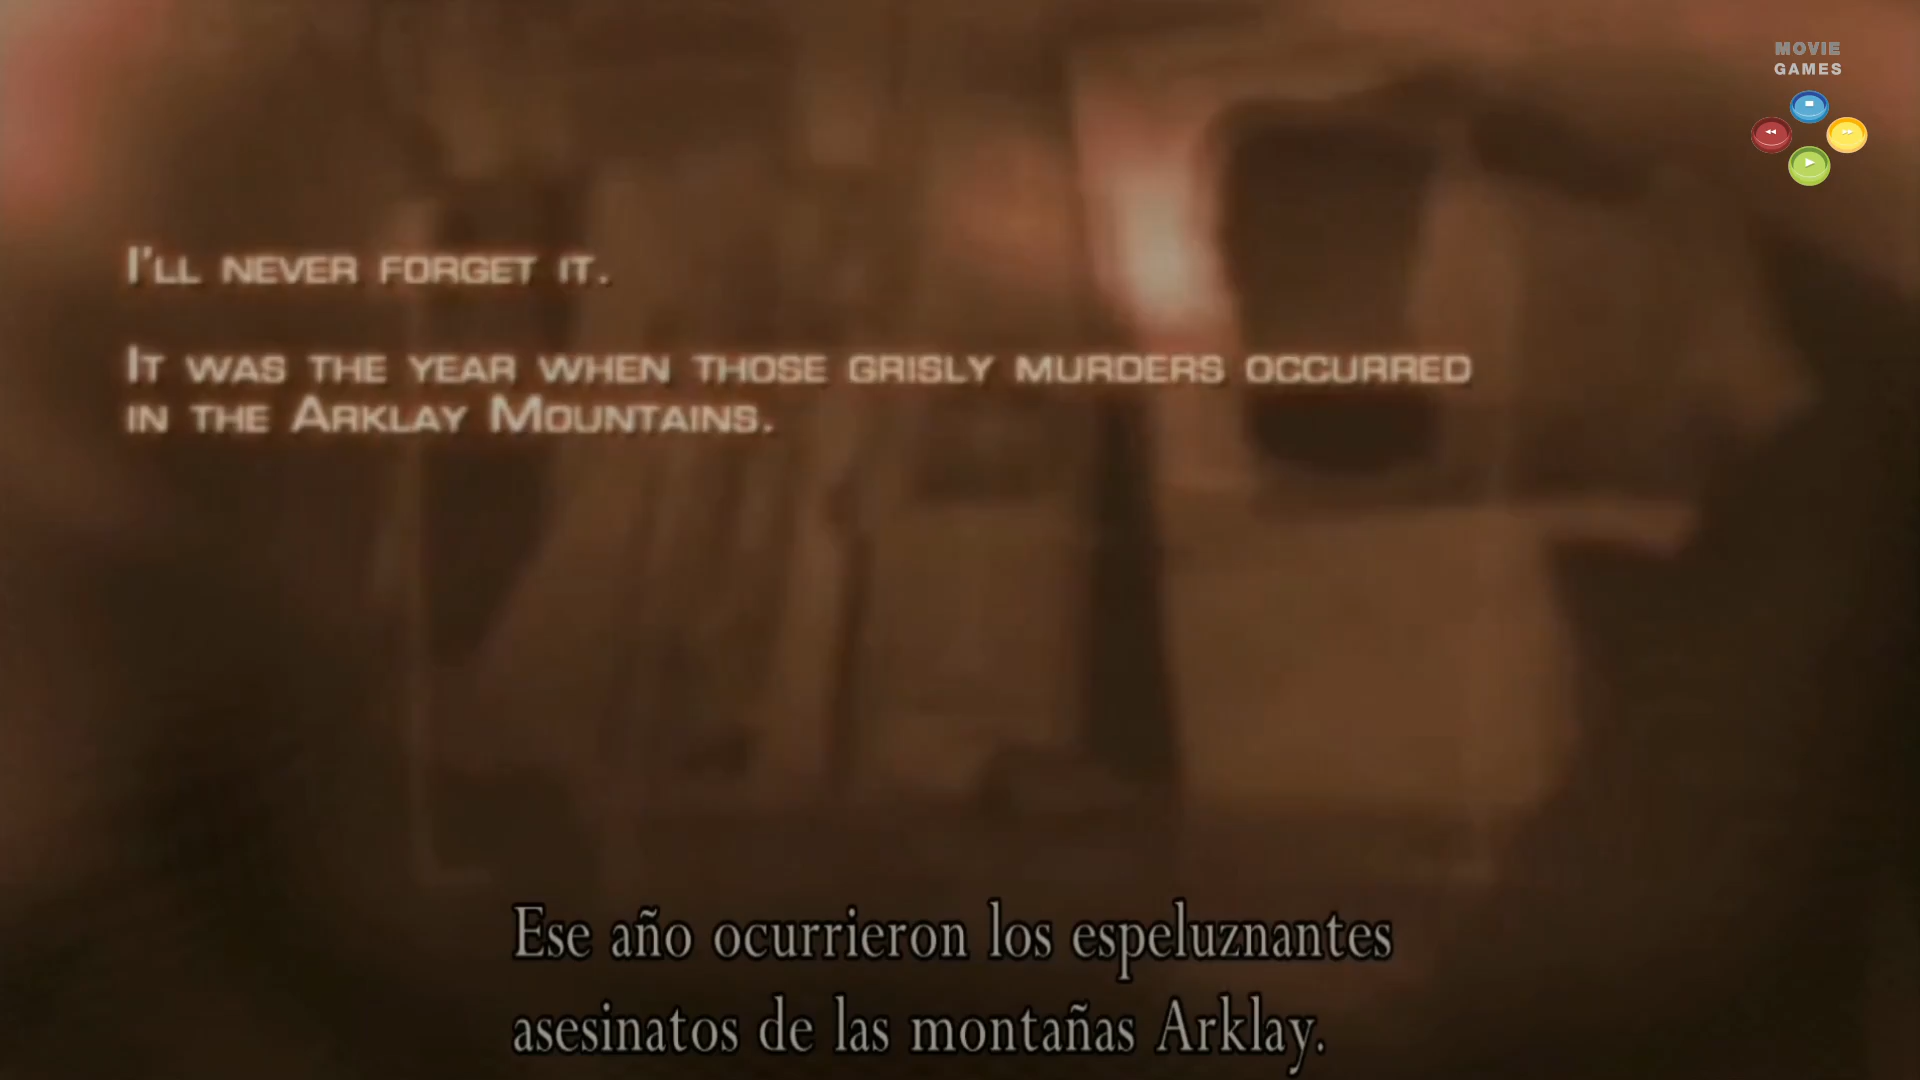 MOVIE
GAMES
I'LL NEVER FORGET IT.
IT WAS THE YEAR WHEN THOSE GRISLY MURDERS OCCURRED
IN THE ARKLAY MOUNTAINS.
Ese año ocurrieron los espeluznantes
asesinatos de las montañas Arklay.